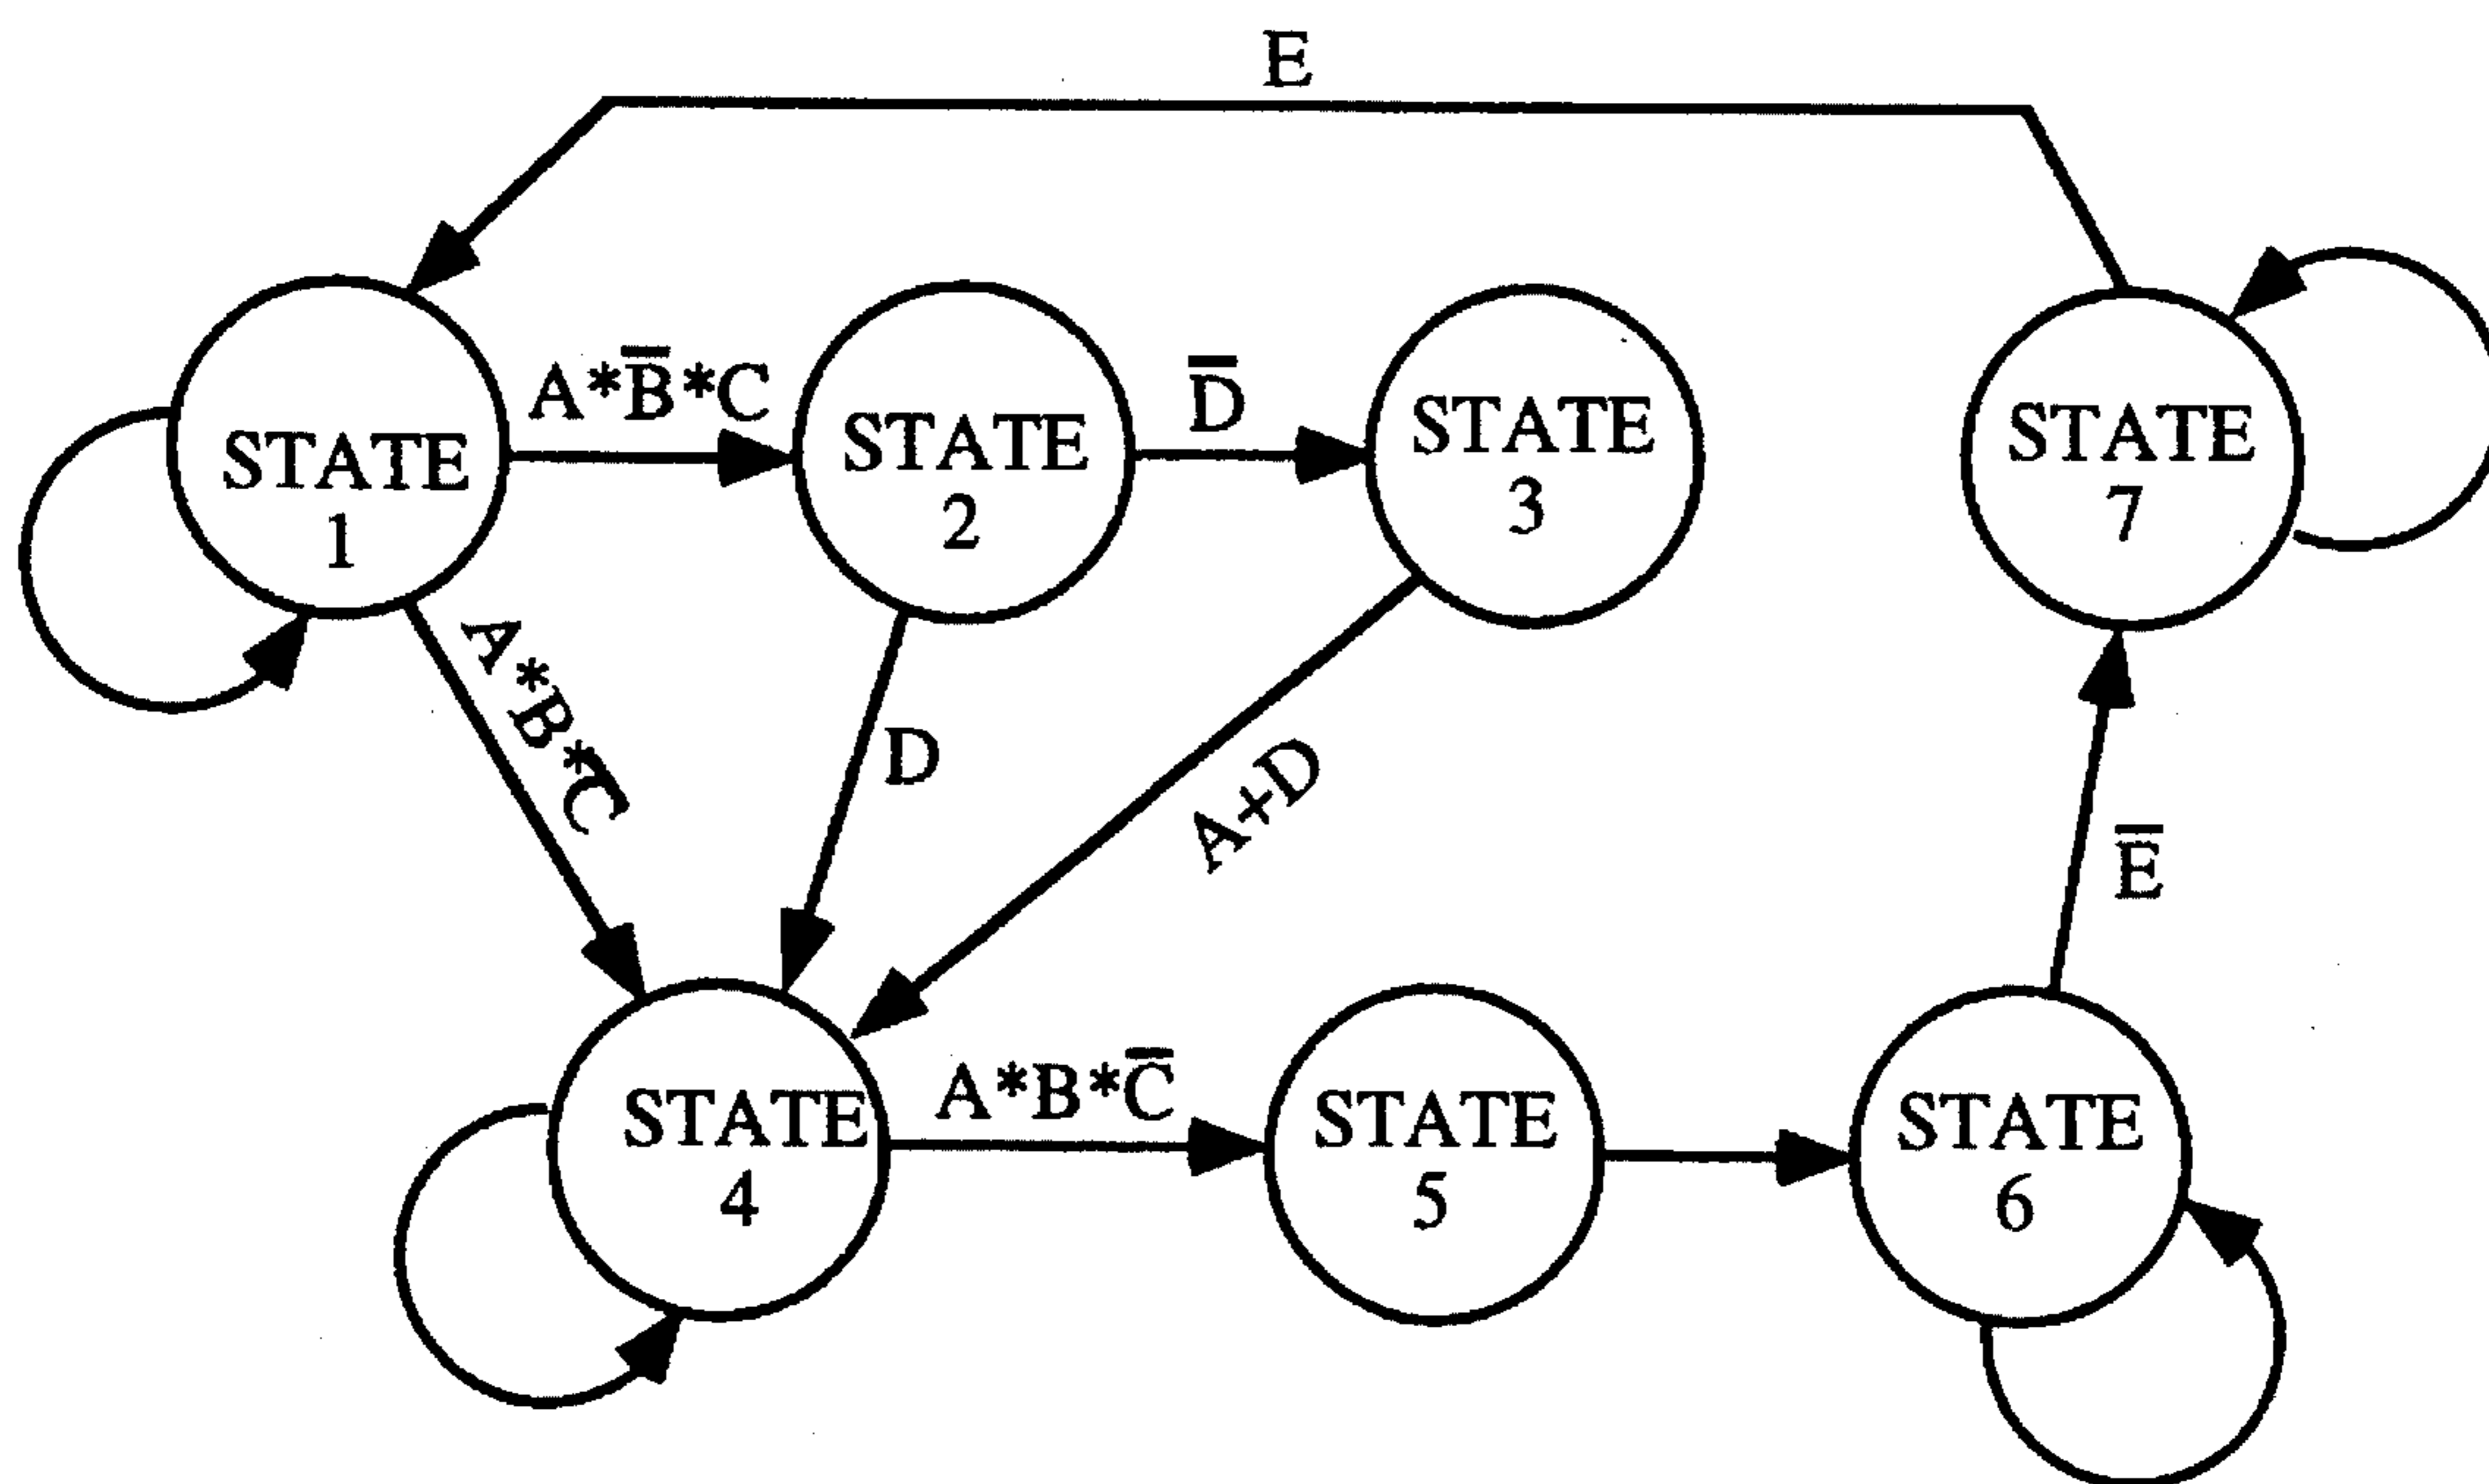 E
A*B̅*C
D̅
STATE
1
STATE
2
STATE
3
STATE
7
A*B*C̅
D
A+D
E̅
A*B*C̅
STATE
4
STATE
5
STATE
6